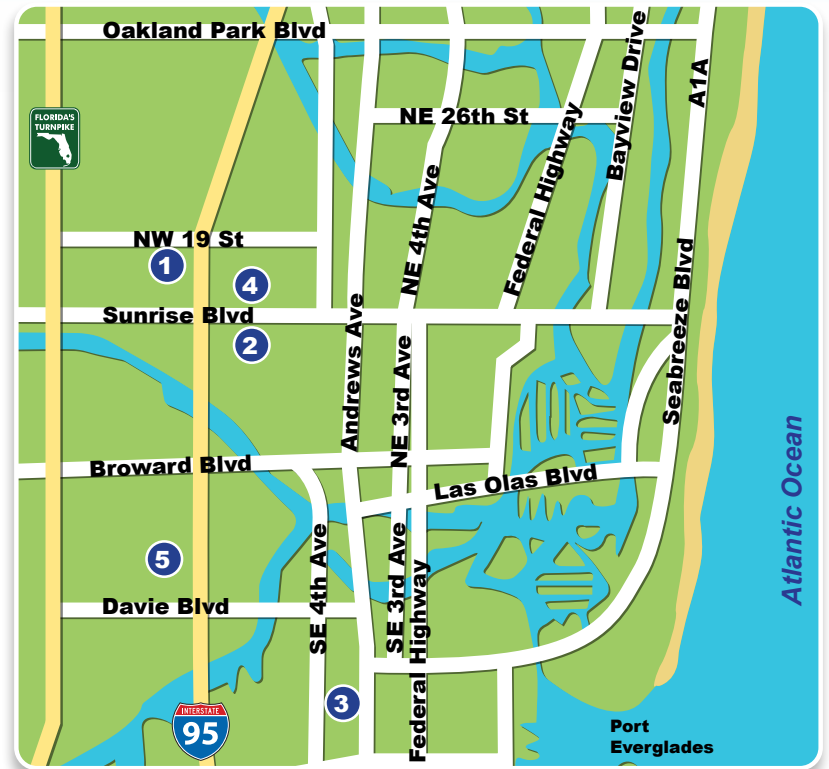 Oakland Park Blvd
FLORIDA'S
TURNPIKE
NE 26th St
Federal Highway
Bayview Drive
A1A
NE 4th Ave
NW 19 St
1
4
Sunrise Blvd
2
Andrews Ave
NE 3rd Ave
Seabreeze Blvd
Broward Blvd
Las Olas Blvd
Atlantic Ocean
5
SE 4th Ave
SE 3rd Ave
Federal Highway
Davie Blvd
3
INTERSTATE
95
Port
Everglades